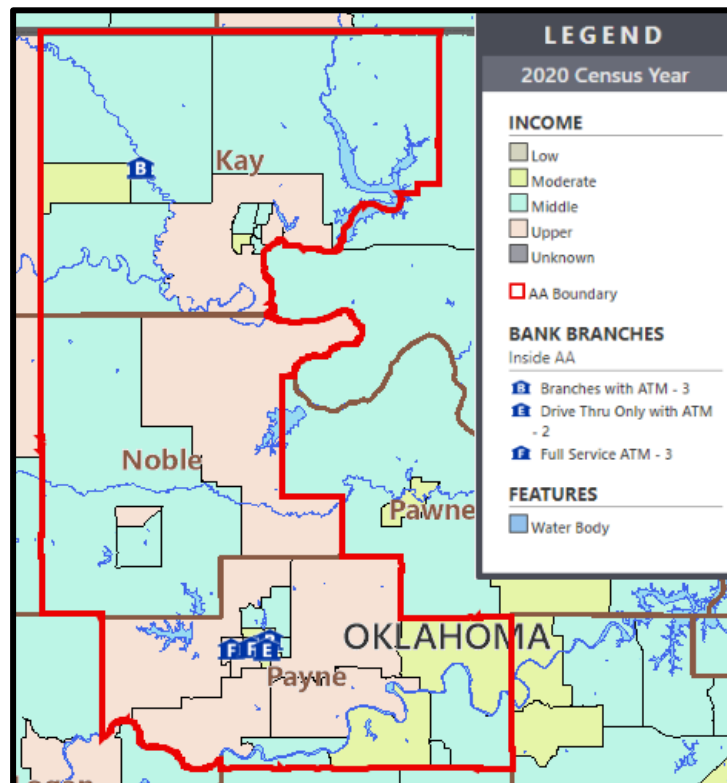 LEGEND
2020 Census Year
INCOME
Low
Moderate
Middle
Upper
Unknown
AA Boundary
BANK BRANCHES
Inside AA
B Branches with ATM - 3
E Drive Thru Only with ATM
- 2
F Full Service ATM - 3
FEATURES
Water Body
Kay
B
Noble
Pawne
OKLAHOMA
F F E
Payne
Logan